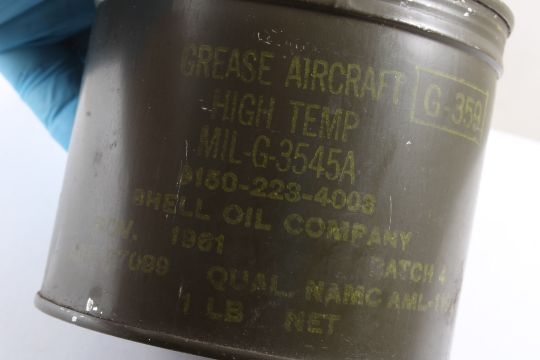 GREASE AIRCRAFT G-359
HIGH TEMP
MIL-G-3545A
9150-223-4003
SHELL OIL COMPANY
NOV. 1961 BATCH 4
QUAL. NAMC AML-
1 LB NET